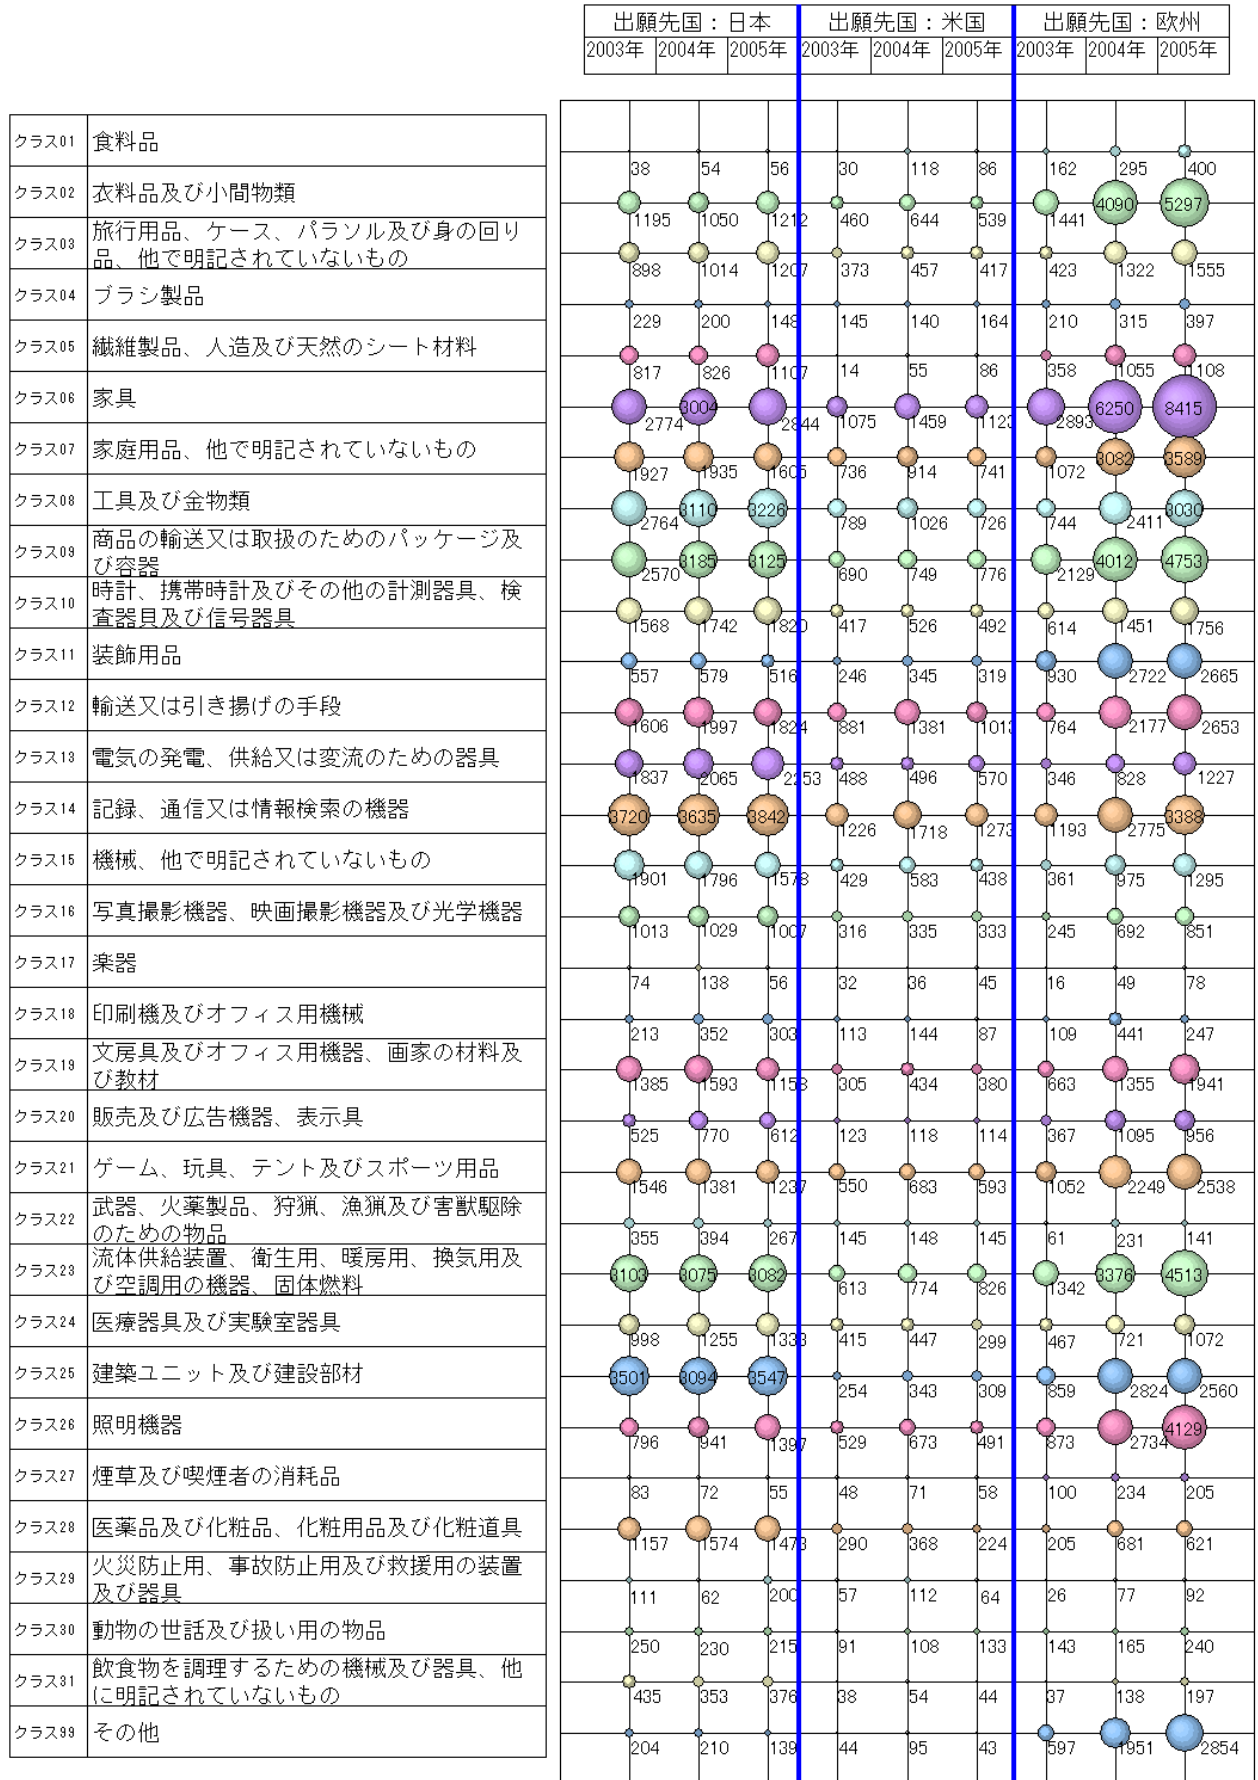 出願先国：日本 出願先国：米国 出願先国：欧州
2003年 2004年 2005年 2003年 2004年 2005年 2003年 2004年 2005年
クラス01 食料品
38 54 56 30 118 86 162 295 400
クラス02 衣料品及び小間物類
1195 1050 1212 460 644 539 1441 4090 5297
クラス03 旅行用品、ケース、パラソル及び身の回り
品、他で明記されていないもの
898 1014 1207 373 457 417 423 1322 1555
クラス04 ブラシ製品
229 200 148 145 140 164 210 315 397
クラス05 繊維製品、人造及び天然のシート材料
817 826 1107 14 55 86 358 1055 1108
クラス06 家具
2774 3004 2844 1075 1459 1123 2893 6250 8415
クラス07 家庭用品、他で明記されていないもの
1927 1935 1605 736 914 741 1072 3082 3589
クラス08 工具及び金物類
2764 3110 3226 789 1026 726 744 2411 3030
クラス09 商品の輸送又は取扱のためのパッケージ及
び容器
2570 3185 3125 690 749 776 2129 4012 4753
クラス10 時計、携帯時計及びその他の計測器具、検
査器具及び信号器具
1568 1742 1820 417 526 492 614 1451 1756
クラス11 装飾用品
557 579 516 246 345 319 930 2722 2665
クラス12 輸送又は引き揚げの手段
1606 1997 1824 881 1381 1013 764 2177 2653
クラス13 電気の発電、供給又は変流のための器具
1837 2065 2253 488 496 570 346 828 1227
クラス14 記録、通信又は情報検索の機器
3720 3635 3842 1226 1718 1273 1193 2775 3388
クラス15 機械、他で明記されていないもの
1901 1796 1578 429 583 438 361 975 1295
クラス16 写真撮影機器、映画撮影機器及び光学機器
1013 1029 1007 316 335 333 245 692 851
クラス17 楽器
74 138 56 32 36 45 16 49 78
クラス18 印刷機及びオフィス用機械
213 352 303 113 144 87 109 441 247
クラス19 文房具及びオフィス用機器、画家の材料及
び教材
1385 1593 1158 305 434 380 663 1355 1941
クラス20 販売及び広告機器、表示具
525 770 612 123 118 114 367 1095 956
クラス21 ゲーム、玩具、テント及びスポーツ用品
1546 1381 1237 550 683 593 1052 2249 2538
クラス22 武器、火薬製品、狩猟、漁猟及び害獣駆除
のための物品
355 394 267 145 148 145 61 231 141
クラス23 流体供給装置、衛生用、暖房用、換気用及
び空調用の機器、固体燃料
3103 3075 3082 613 774 826 1342 3376 4513
クラス24 医療器具及び実験室器具
998 1255 1333 415 447 299 467 721 1072
クラス25 建築ユニット及び建設部材
3501 3094 3547 254 343 309 859 2824 2560
クラス26 照明機器
796 941 1397 529 673 491 873 2734 4129
クラス27 煙草及び喫煙者の消耗品
83 72 55 48 71 58 100 234 205
クラス28 医薬品及び化粧品、化粧用品及び化粧道具
1157 1574 1473 290 368 224 205 681 621
クラス29 火災防止用、事故防止用及び救援用の装置
及び器具
111 62 200 57 112 64 26 77 92
クラス30 動物の世話及び扱い用の物品
250 230 215 91 108 133 143 165 240
クラス31 飲食物を調理するための機械及び器具、他
に明記されていないもの
435 353 376 38 54 44 37 138 197
クラス99 その他
204 210 139 44 95 43 597 1951 2854